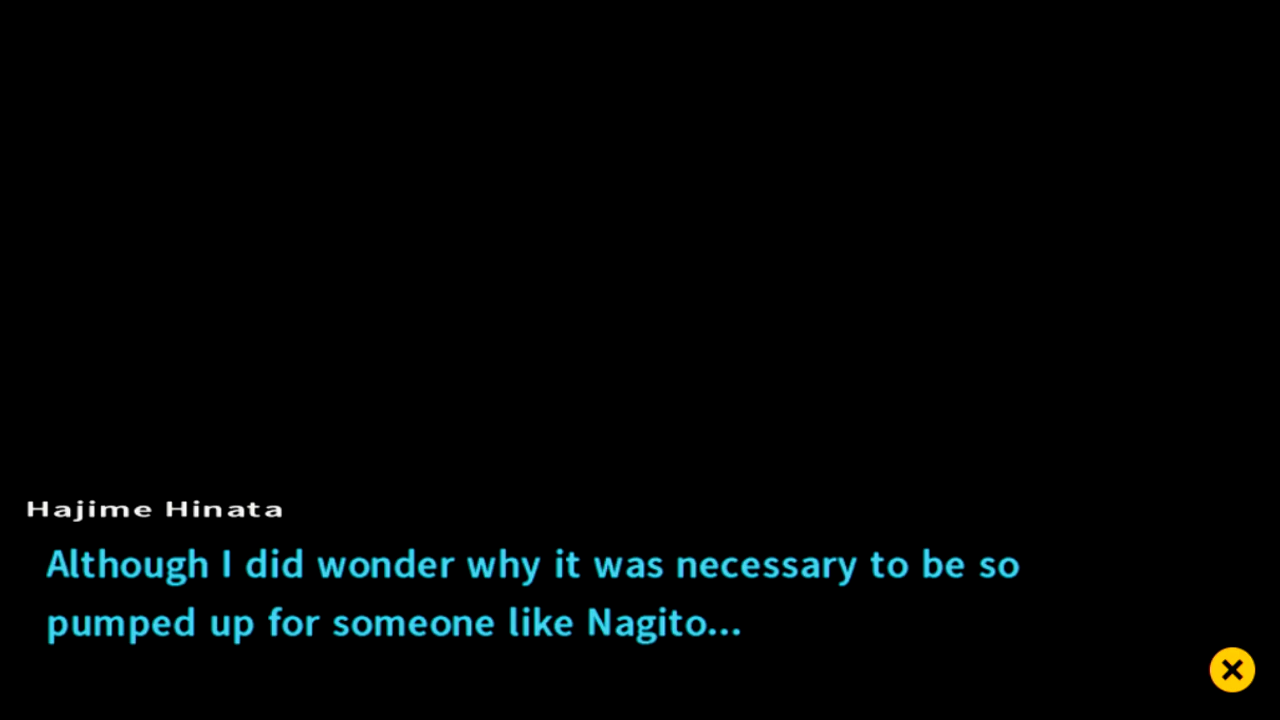 Hajime Hinata
Although I did wonder why it was necessary to be so
pumped up for someone like Nagito...